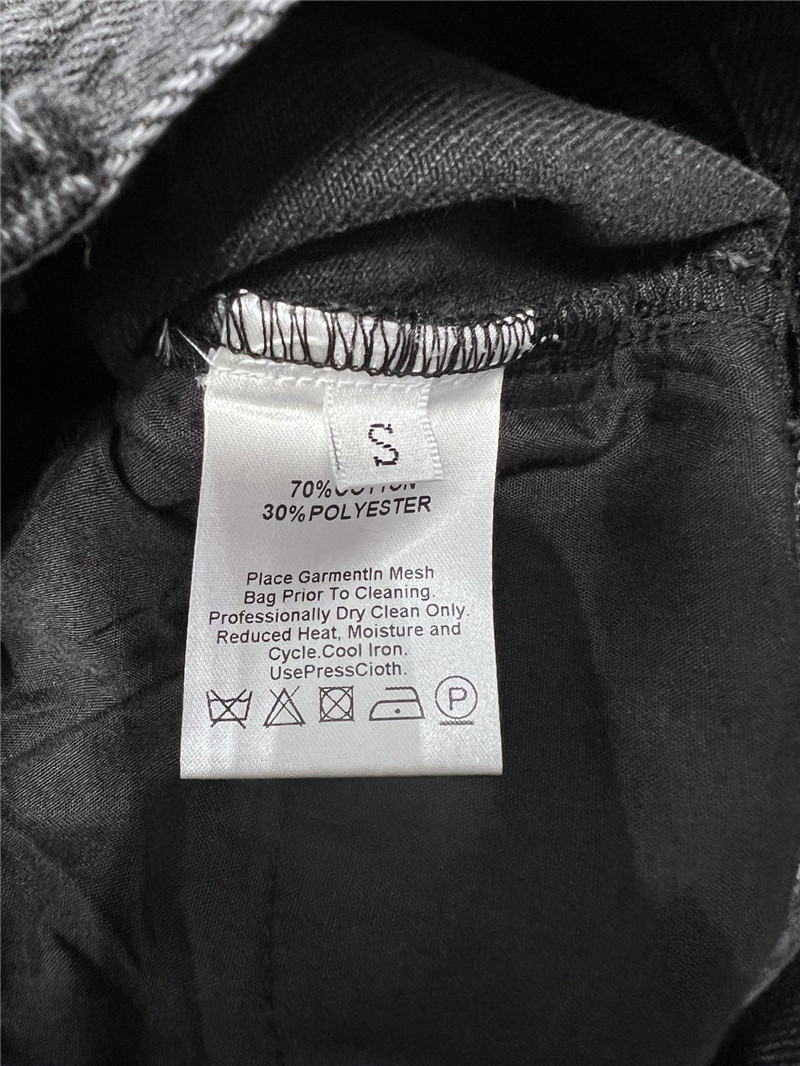 S
70%COTTON
30%POLYESTER
Place GarmentIn Mesh
Bag Prior To Cleaning.
Professionally Dry Clean Only.
Reduced Heat, Moisture and
Cycle.Cool Iron.
UsePressCloth.
P